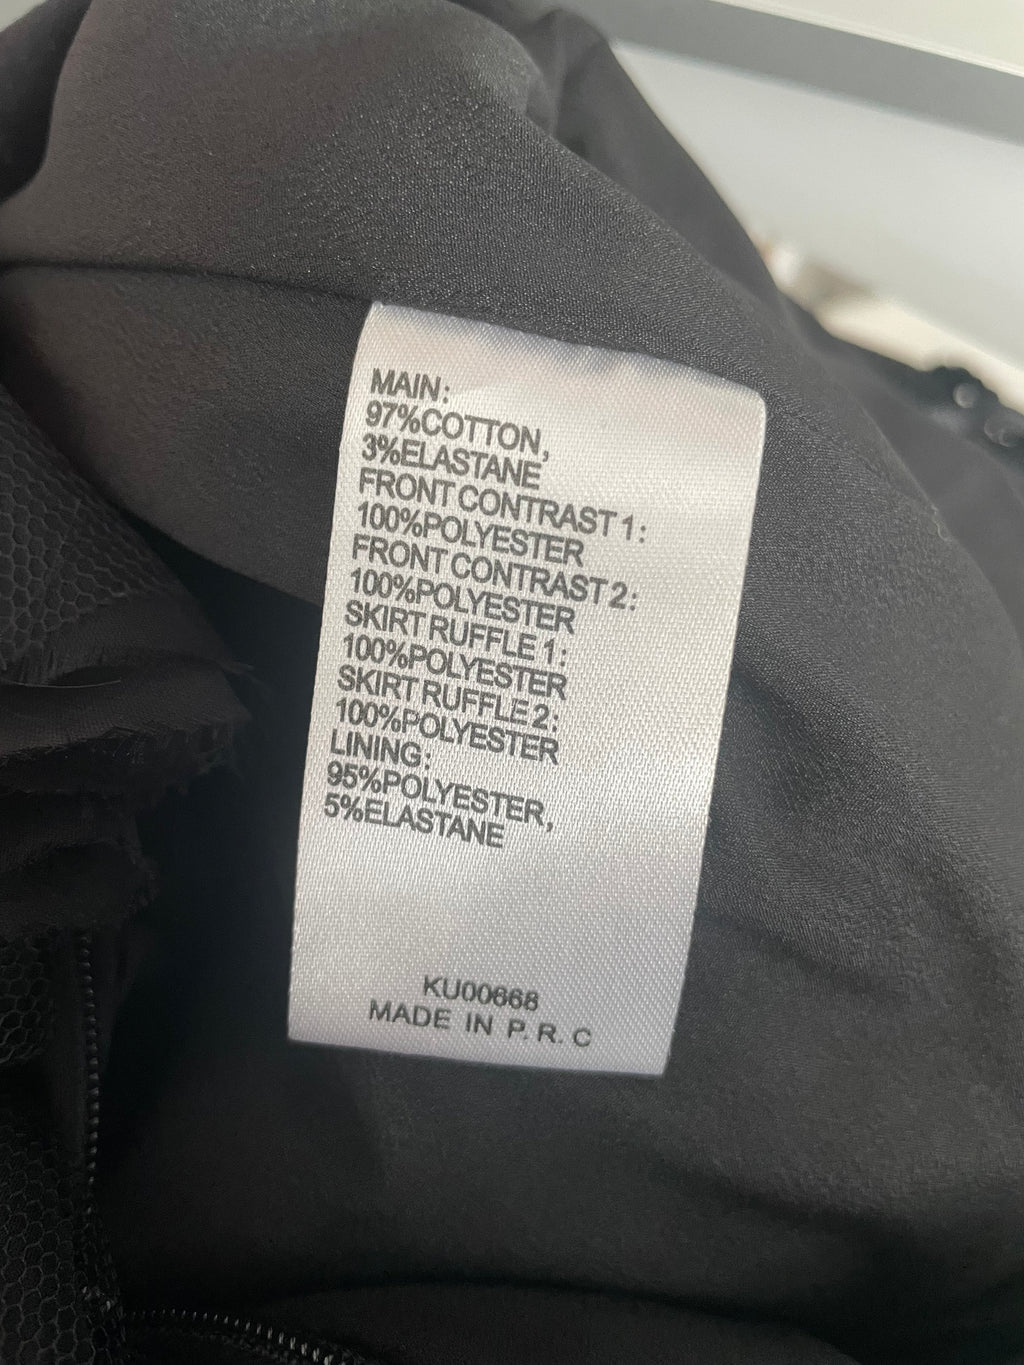 MAIN:
97%COTTON,
3%ELASTANE
FRONT CONTRAST 1:
100%POLYESTER
FRONT CONTRAST 2:
100%POLYESTER
SKIRT RUFFLE 1:
100%POLYESTER
SKIRT RUFFLE 2:
100%POLYESTER
LINING:
95%POLYESTER,
5%ELASTANE
KU00668
MADE IN P. R. C